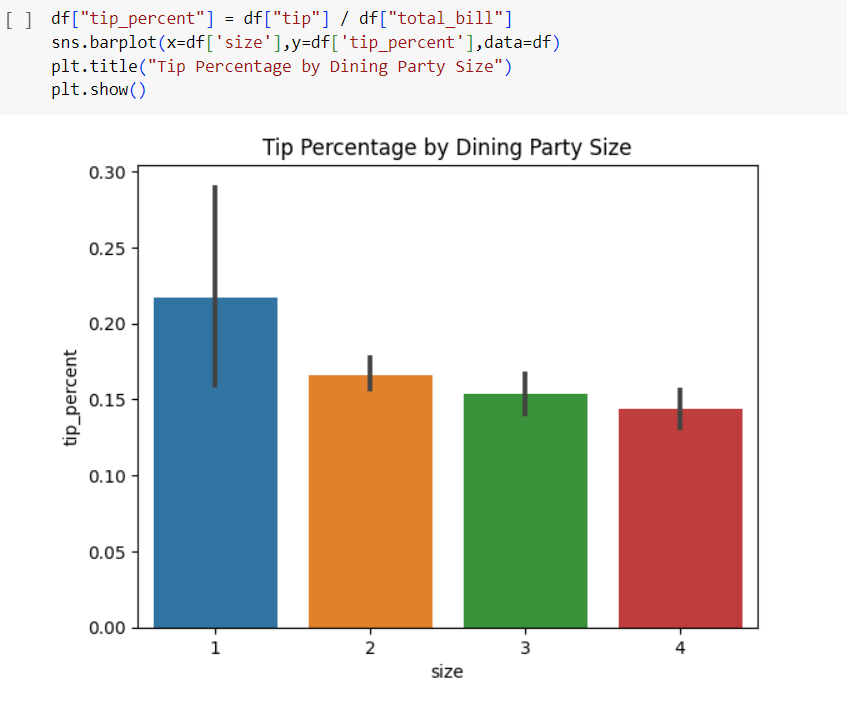 [ ] df["tip_percent"] = df["tip"] / df["total_bill"]
sns.barplot(x=df['size'],y=df['tip_percent'],data=df)
plt.title("Tip Percentage by Dining Party Size")
plt.show()
Tip Percentage by Dining Party Size
0.30
0.25
0.20
0.15
0.10
0.05
0.00
tip_percent
1 2 3 4
size